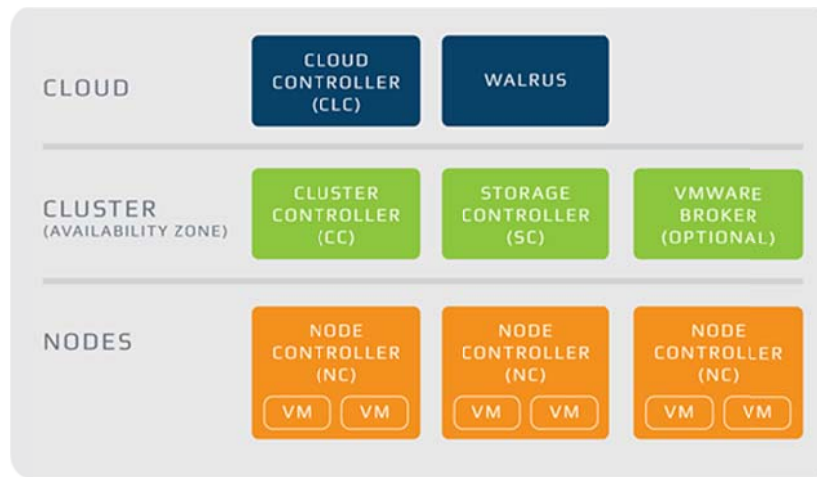 CLOUD
CLOUD
CONTROLLER
(CLC)
WALRUS
CLUSTER
(AVAILABILITY ZONE)
CLUSTER
CONTROLLER
(CC)
STORAGE
CONTROLLER
(SC)
VMWARE
BROKER
(OPTIONAL)
NODES
NODE
CONTROLLER
(NC)
VM VM
NODE
CONTROLLER
(NC)
VM VM
NODE
CONTROLLER
(NC)
VM VM